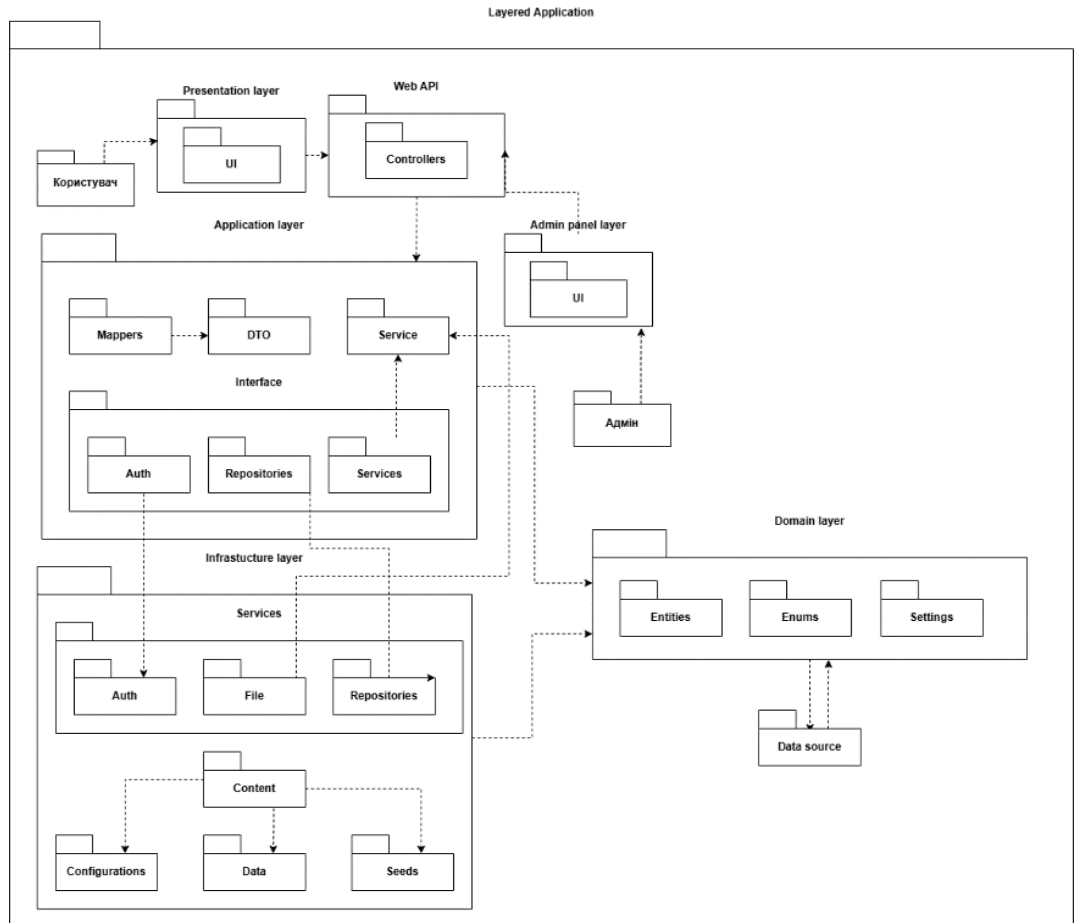 Layered Application
Presentation layer
Web API
UI
Controllers
Користувач
Application layer
Admin panel layer
UI
Mappers
DTO
Service
Interface
Адмін
Auth
Repositories
Services
Domain layer
Infrastucture layer
Services
Entities
Enums
Settings
Auth
File
Repositories
Data source
Content
Configurations
Data
Seeds